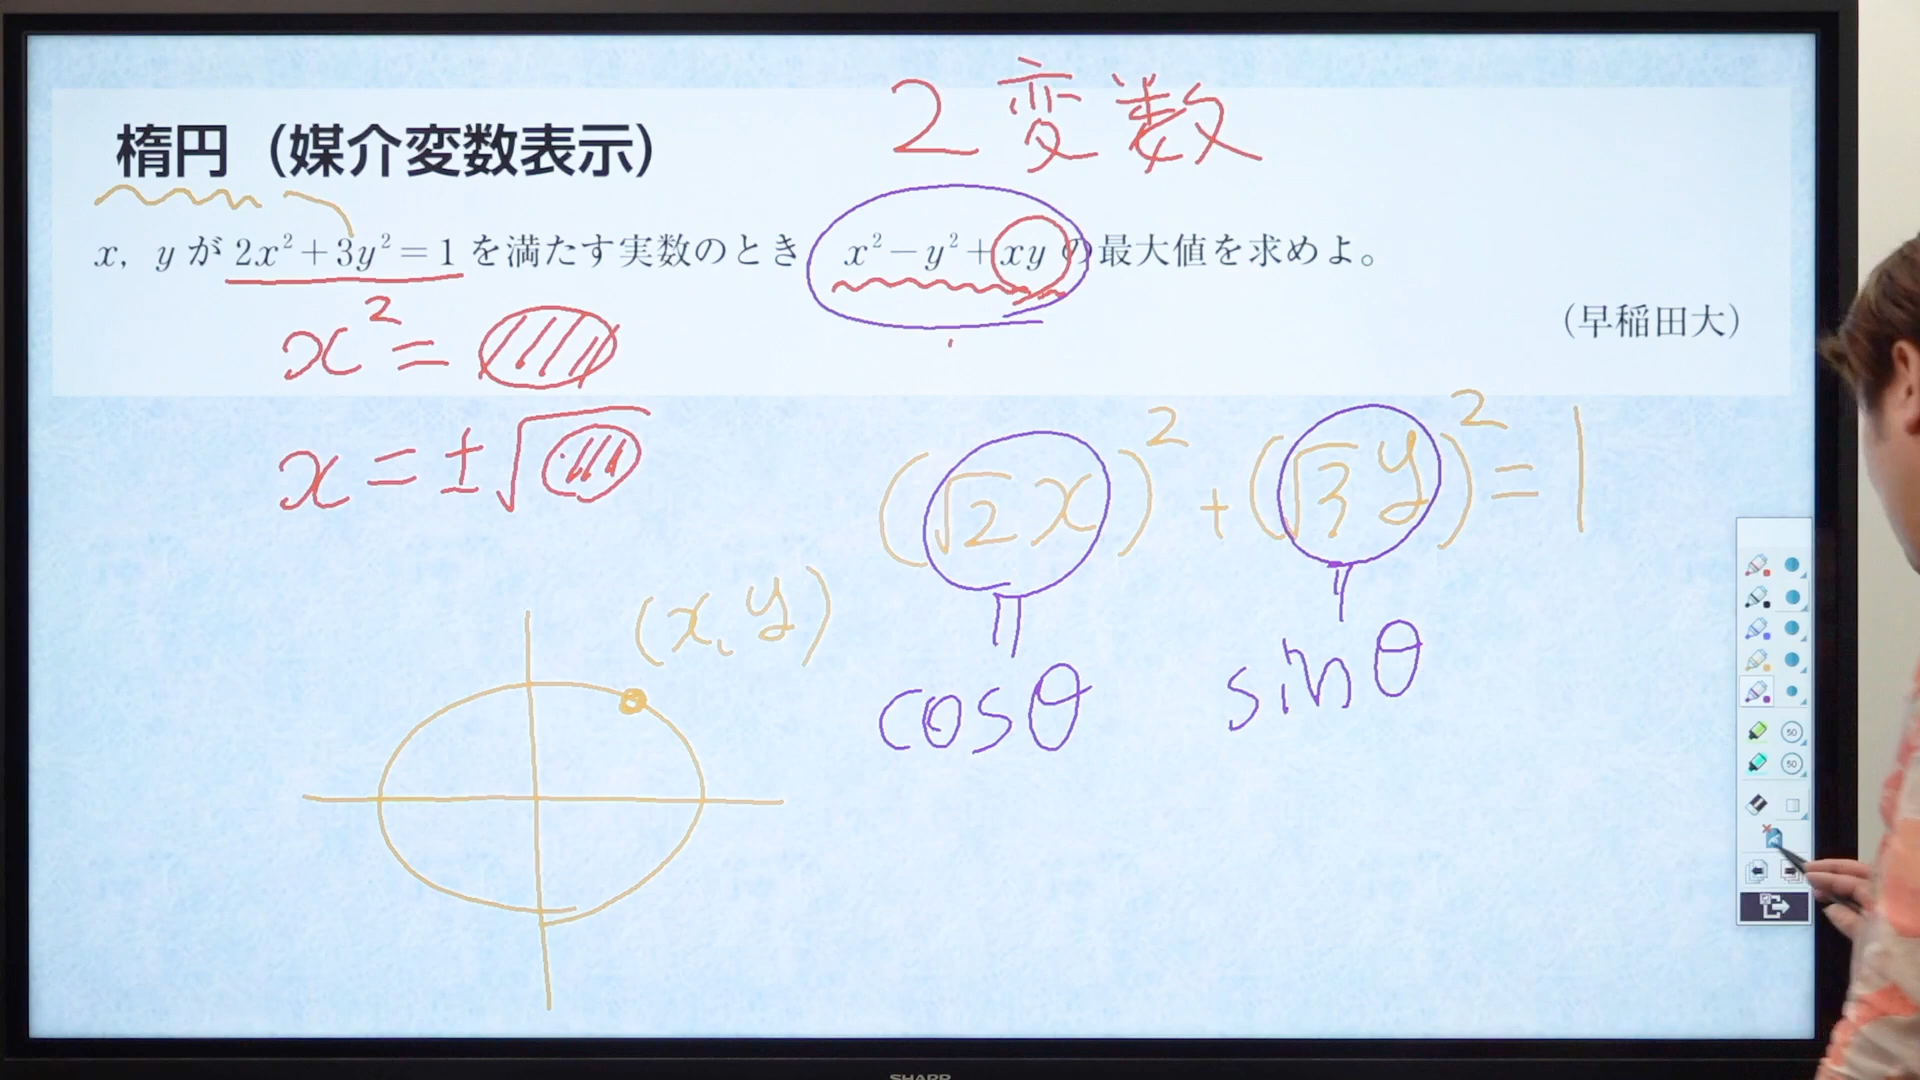 2変数
楕円（媒介変数表示）
x, y が 2x²+3y²=1 を満たす実数のとき x²−y²+xy の最大値を求めよ。
（早稲田大）
x²=
x=±√
(√2x)²+(√3y)²=1
(x,y)
cosθ
sinθ
50
50
SHARP